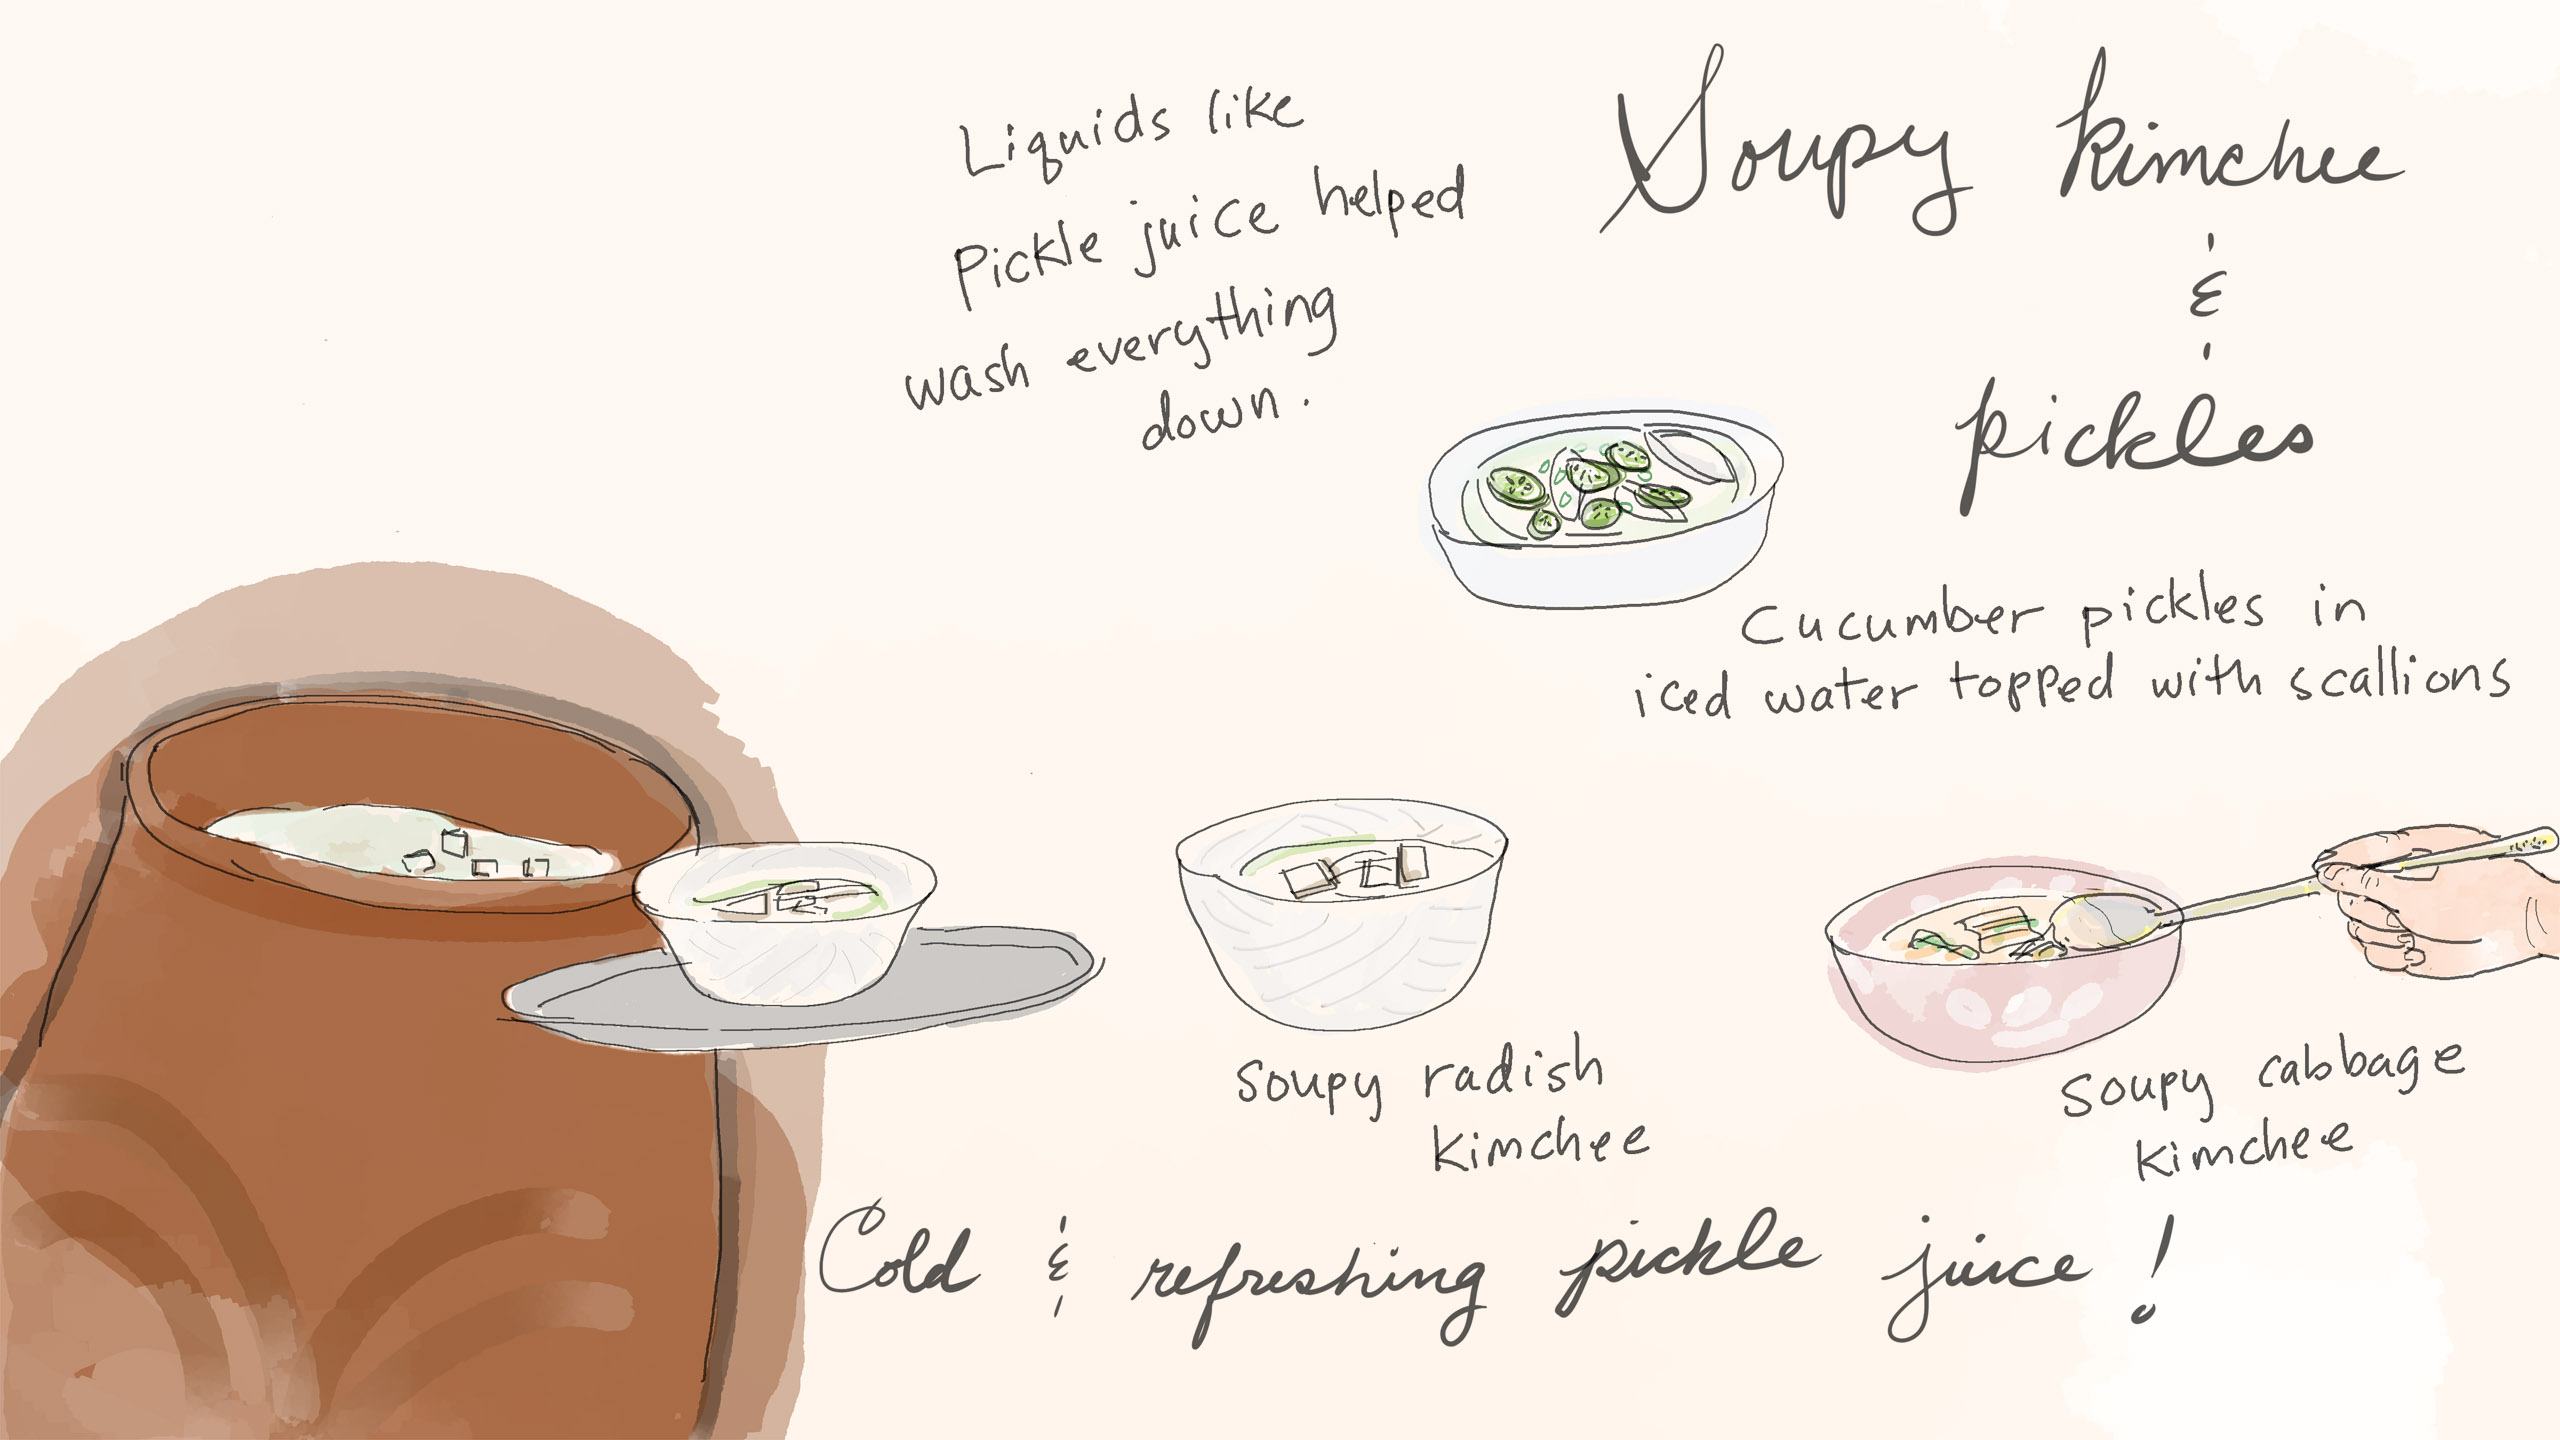 Liquids like
Pickle juice helped
wash everything
down.
Soupy kimchee
&
pickles
Cucumber pickles in
iced water topped with scallions
Soupy radish
kimchee
Soupy cabbage
kimchee
Cold & refreshing pickle juice!